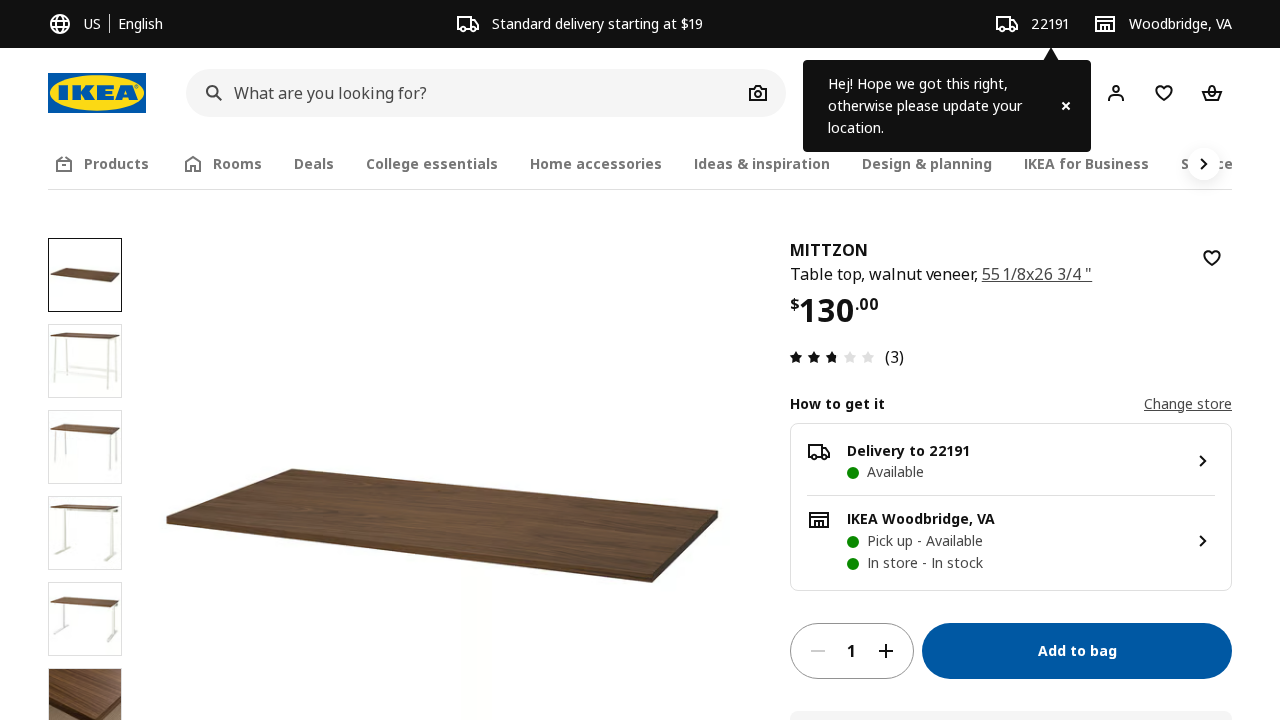 US
English
Standard delivery starting at $19
22191
Woodbridge, VA
IKEA
What are you looking for?
Hej! Hope we got this right,
otherwise please update your
location.
Products
Rooms
Deals
College essentials
Home accessories
Ideas & inspiration
Design & planning
IKEA for Business
MITTZON
Table top, walnut veneer, 55 1/8x26 3/4 "
$130.00
(3)
How to get it
Change store
Delivery to 22191
Available
IKEA Woodbridge, VA
Pick up - Available
In store - In stock
1
Add to bag